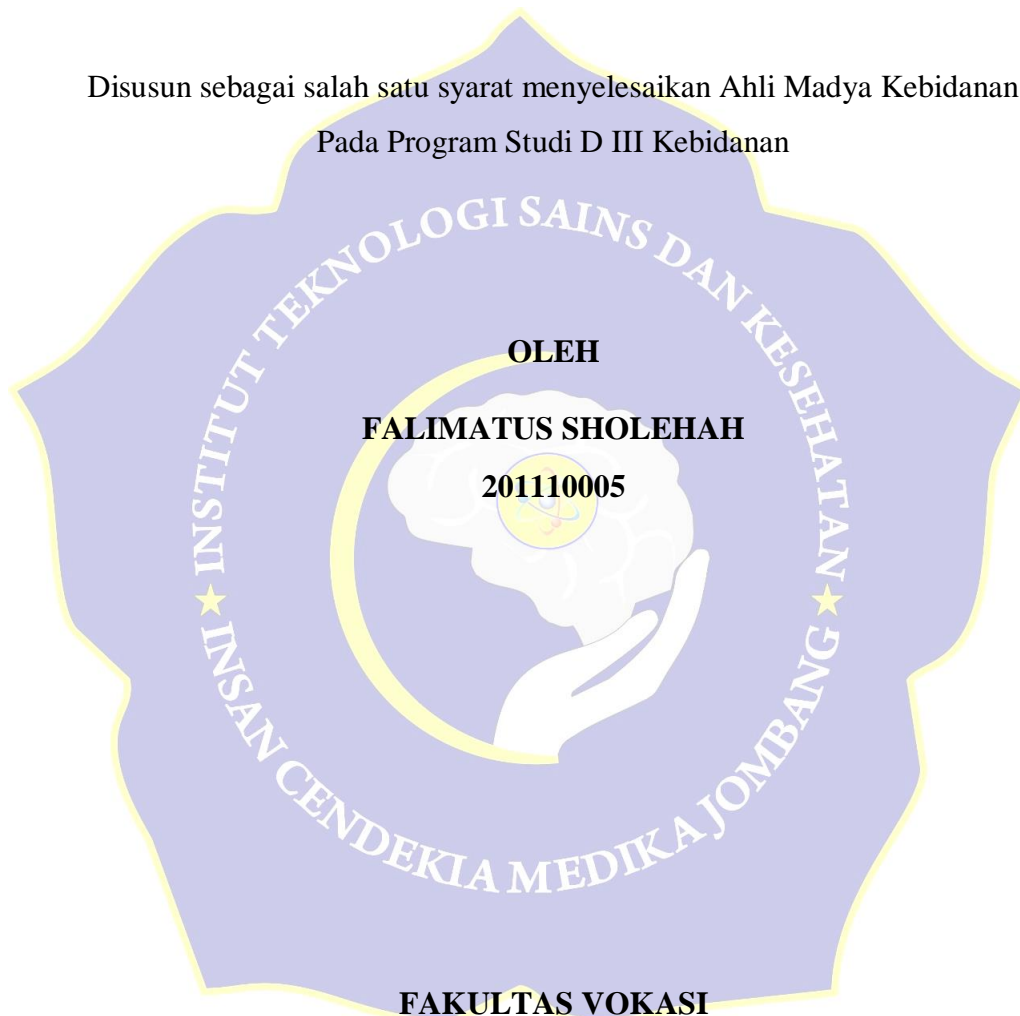 Disusun sebagai salah satu syarat menyelesaikan Ahli Madya Kebidanan
Pada Program Studi D III Kebidanan
INSTITUT TEKNOLOGI SAINS DAN KESEHATAN
OLEH
FALIMATUS SHOLEHAH
201110005
INSAN CENDEKIA MEDIKA JOMBANG
FAKULTAS VOKASI